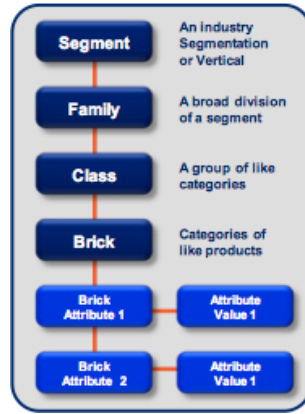 Segment
An industry
Segmentation
or Vertical
Family
A broad division
of a segment
Class
A group of like
categories
Brick
Categories of
like products
Brick
Attribute 1
Attribute
Value 1
Brick
Attribute 2
Attribute
Value 1